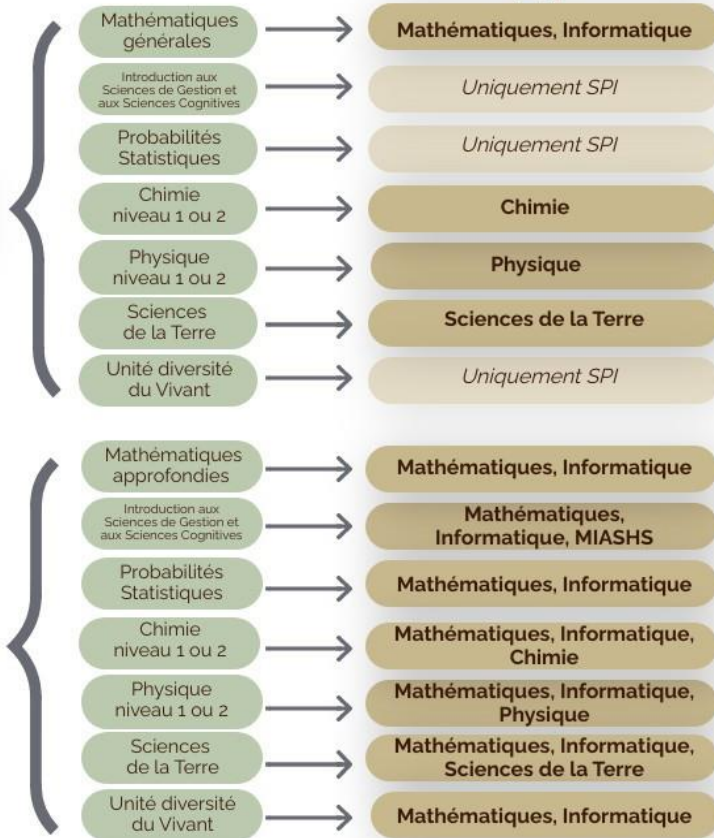 Mathématiques
générales
Mathématiques, Informatique
Introduction aux
Sciences de Gestion et
aux Sciences Cognitives
Uniquement SPI
Probabilités
Statistiques
Uniquement SPI
Chimie
niveau 1 ou 2
Chimie
Physique
niveau 1 ou 2
Physique
Sciences
de la Terre
Sciences de la Terre
Unité diversité
du Vivant
Uniquement SPI
Mathématiques
approfondies
Mathématiques, Informatique
Introduction aux
Sciences de Gestion et
aux Sciences Cognitives
Mathématiques,
Informatique, MIASHS
Probabilités
Statistiques
Mathématiques, Informatique
Chimie
niveau 1 ou 2
Mathématiques, Informatique,
Chimie
Physique
niveau 1 ou 2
Mathématiques, Informatique,
Physique
Sciences
de la Terre
Mathématiques, Informatique,
Sciences de la Terre
Unité diversité
du Vivant
Mathématiques, Informatique